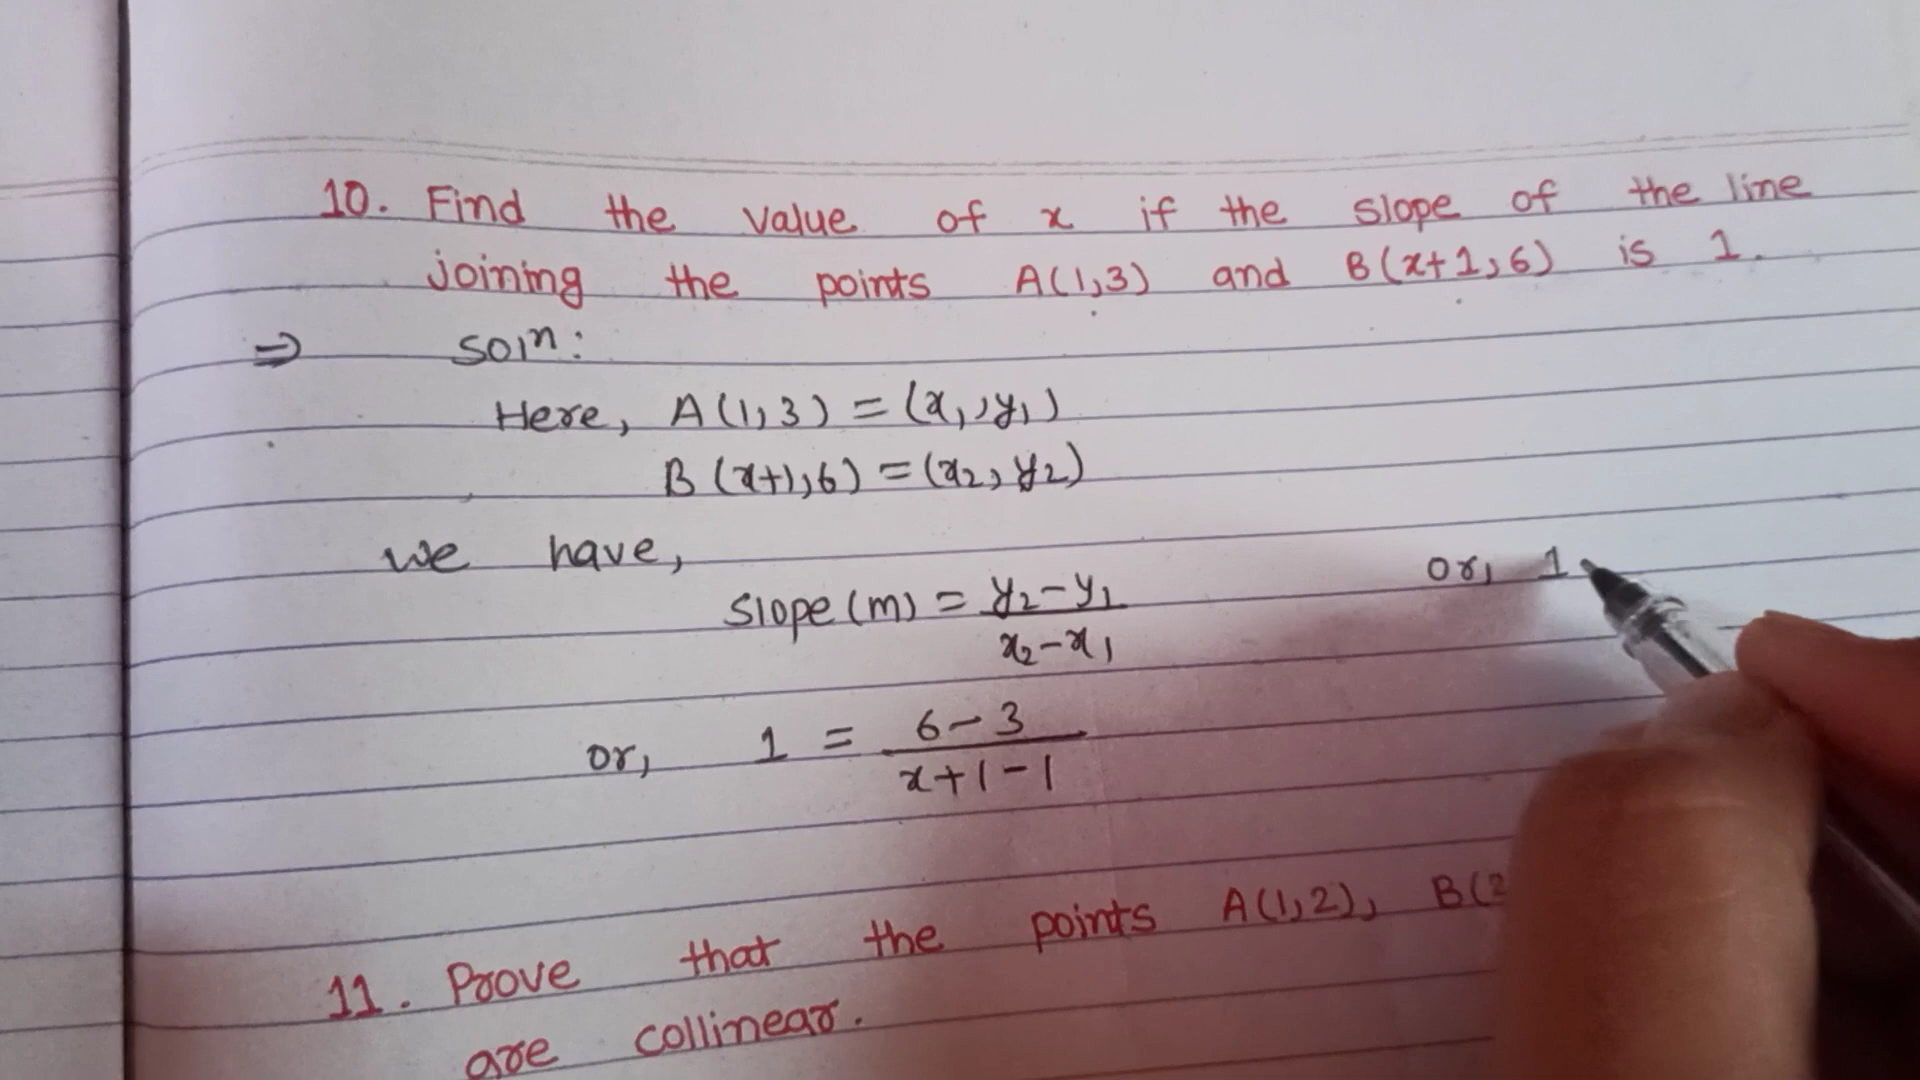 10. Find the value of x if the slope of the line
joining the points A(1,3) and B(x+1,6) is 1.
⇒ Solⁿ:
Here, A(1,3) = (x₁,y₁)
B(x+1,6) = (x₂,y₂)
we have,
Slope(m) = y₂-y₁
x₂-x₁
or, 1 = 6-3
x+1-1
or, 1
11. Prove that the points A(1,2), B(
are collinear.